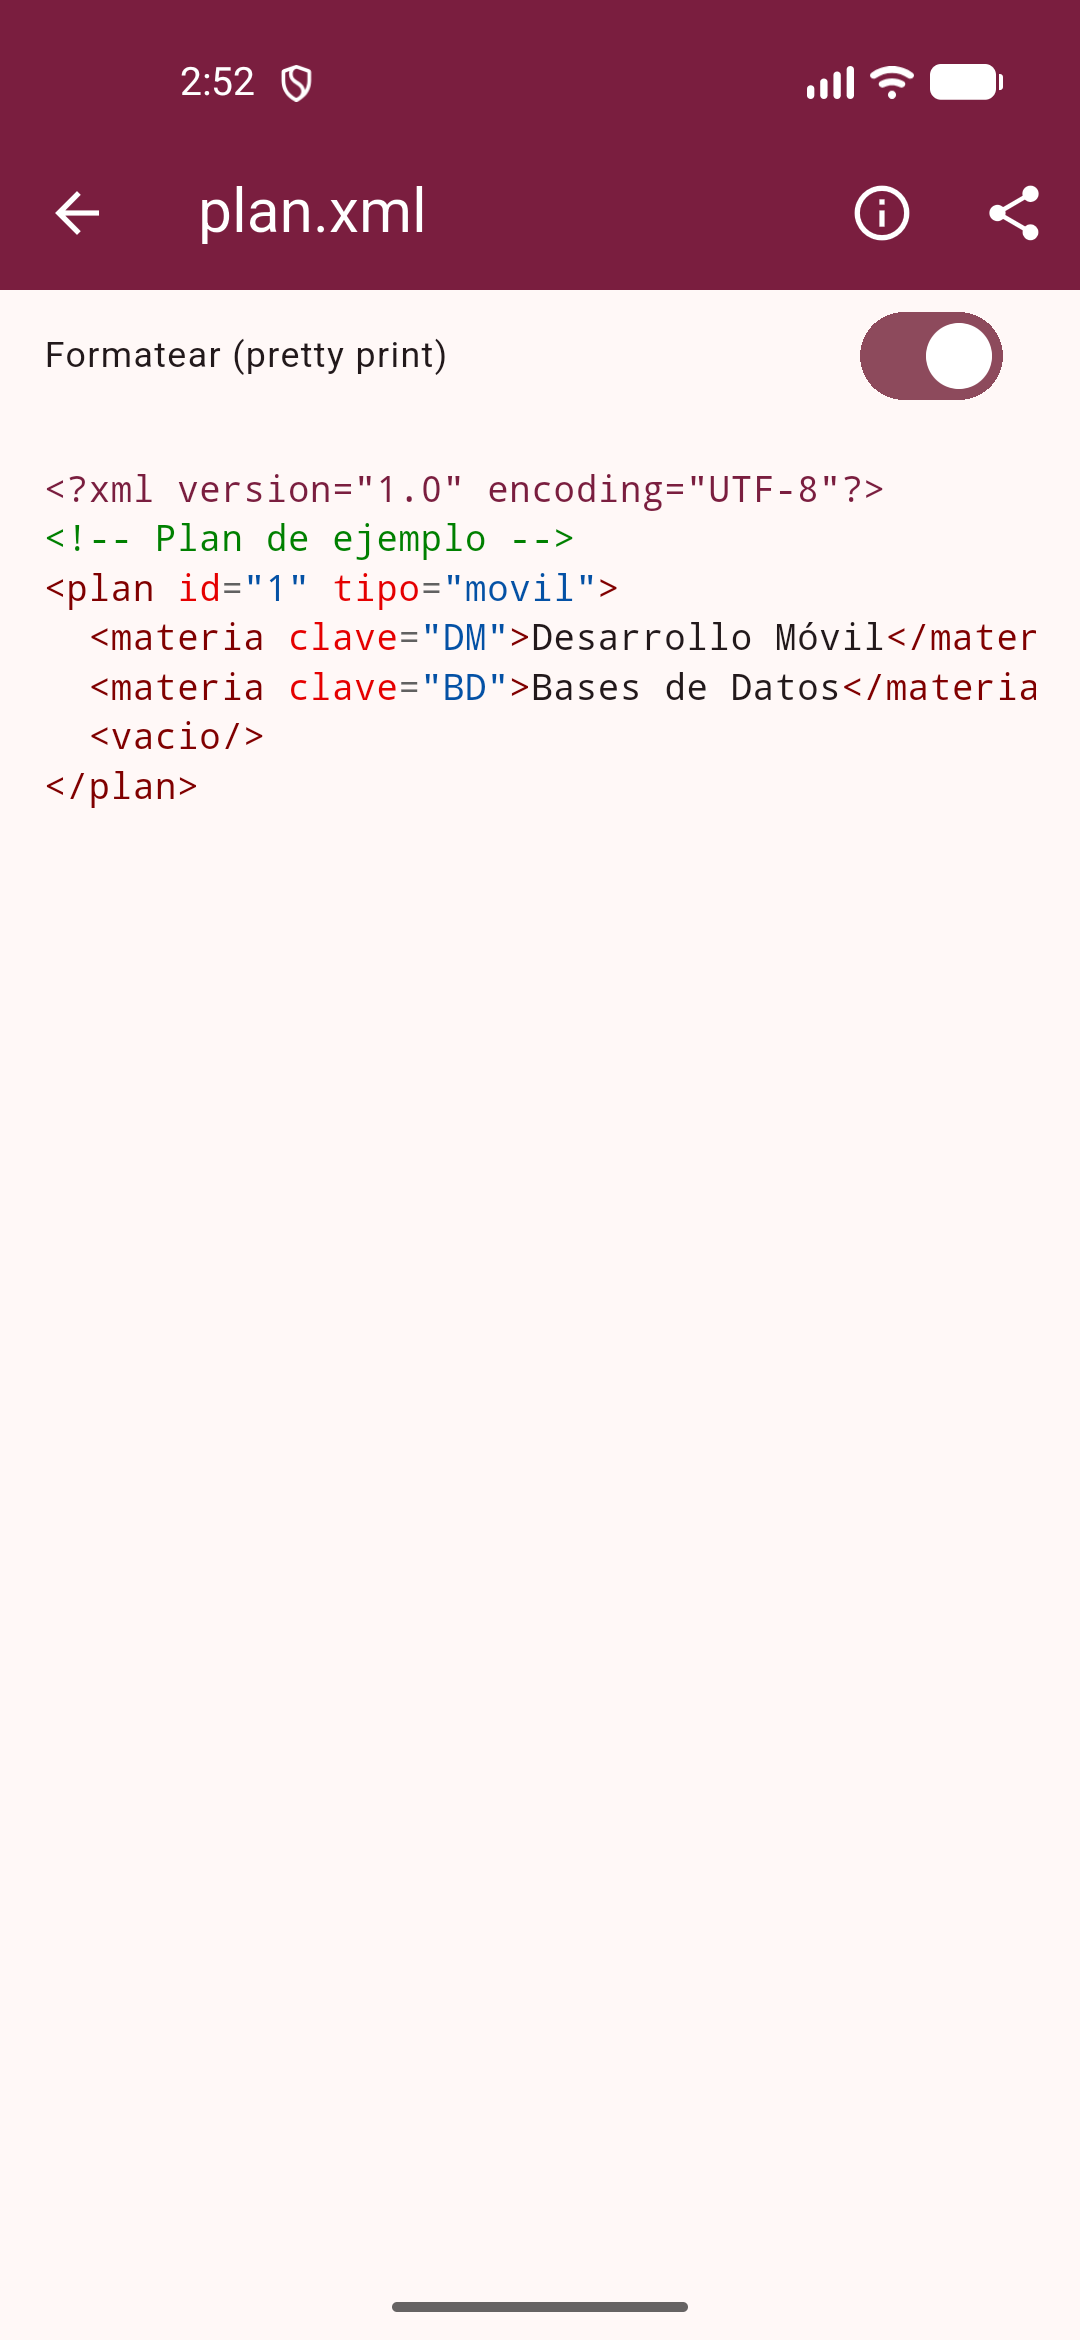 2:52
plan.xml
Formatear (pretty print)
<?xml version="1.0" encoding="UTF-8"?>
<!-- Plan de ejemplo -->
<plan id="1" tipo="movil">
  <materia clave="DM">Desarrollo Móvil</mater
  <materia clave="BD">Bases de Datos</materia
  <vacio/>
</plan>